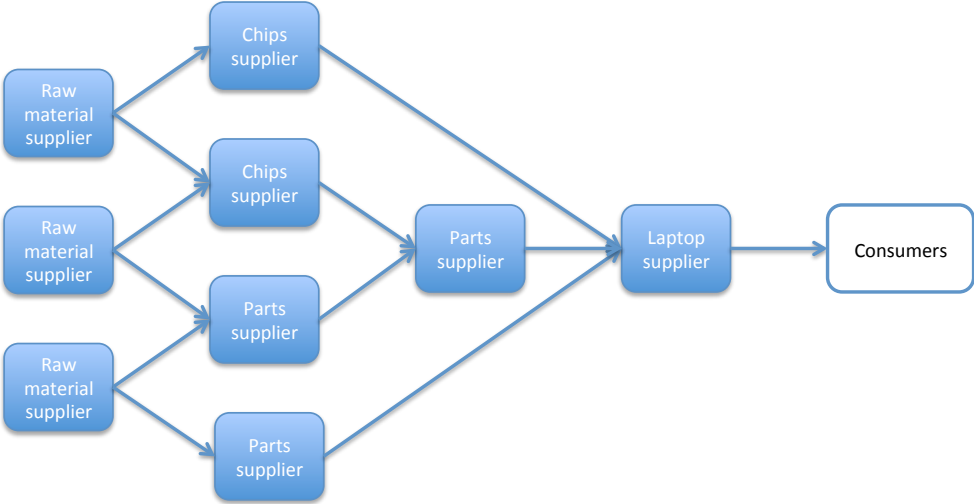 Chips
supplier
Raw
material
supplier
Chips
supplier
Raw
material
supplier
Parts
supplier
Laptop
supplier
Consumers
Parts
supplier
Raw
material
supplier
Parts
supplier